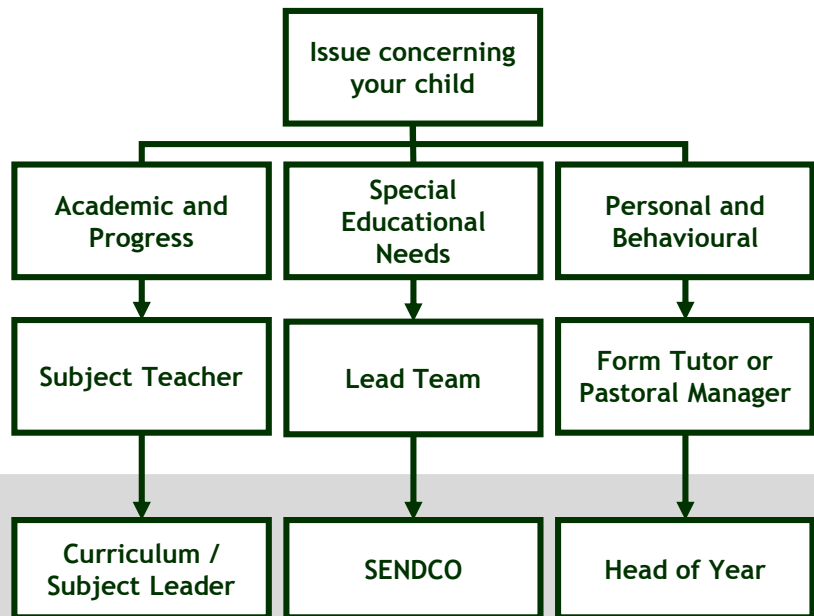 Issue concerning
your child
Academic and
Progress
Special
Educational
Needs
Personal and
Behavioural
Subject Teacher
Lead Team
Form Tutor or
Pastoral Manager
Curriculum /
Subject Leader
SENDCO
Head of Year